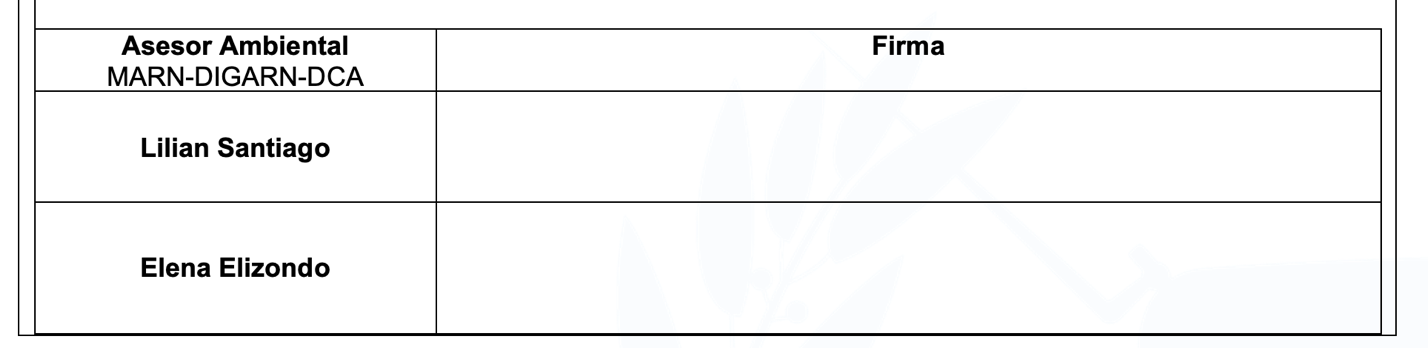 Asesor Ambiental
MARN-DIGARN-DCA
Firma
Lilian Santiago
Elena Elizondo